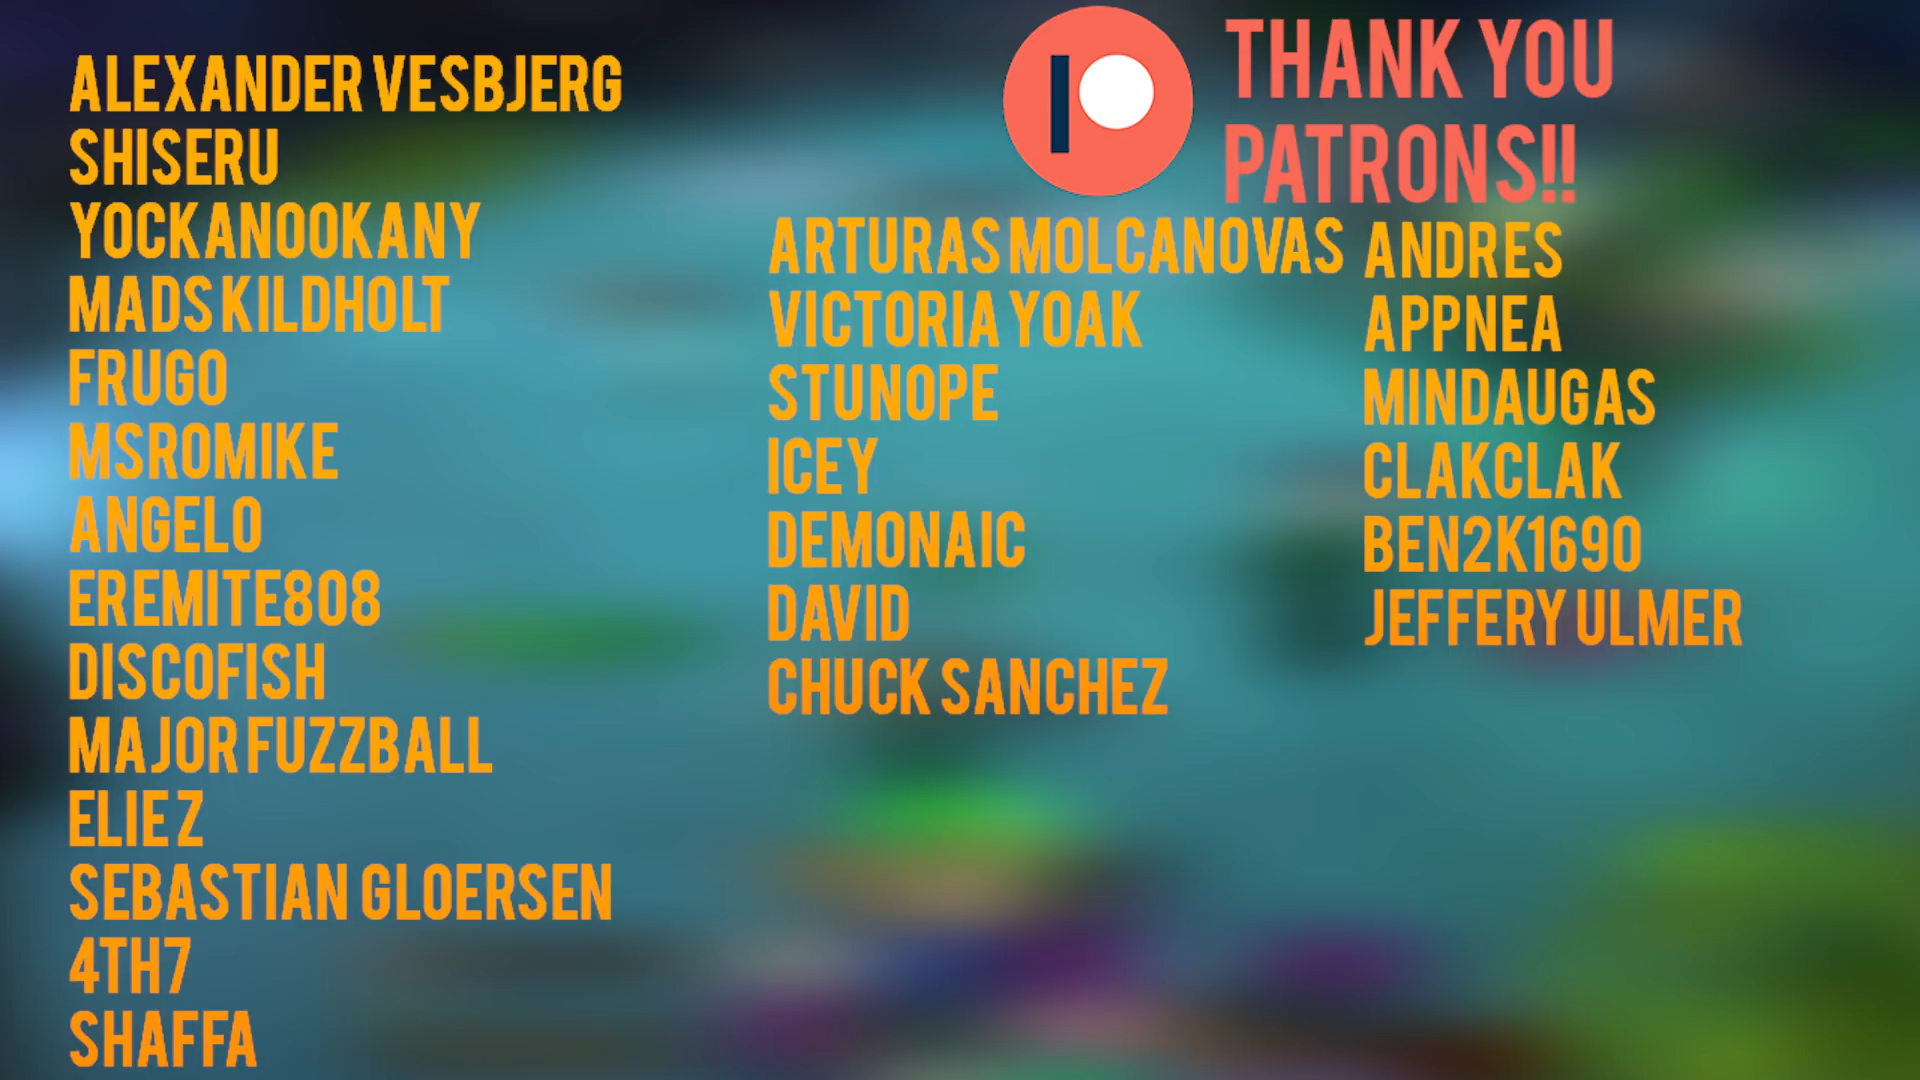 THANK YOU
PATRONS!!
ALEXANDER VESBJERG
SHISERU
YOCKANOOKANY
MADS KILDHOLT
FRUGO
MSROMIKE
ANGELO
EREMITE808
DISCOFISH
MAJOR FUZZBALL
ELIE Z
SEBASTIAN GLOERSEN
4TH7
SHAFFA
ARTURAS MOLCANOVAS
VICTORIA YOAK
STUNOPE
ICEY
DEMONAIC
DAVID
CHUCK SANCHEZ
ANDRES
APPNEA
MINDAUGAS
CLAKCLAK
BEN2K1690
JEFFERY ULMER